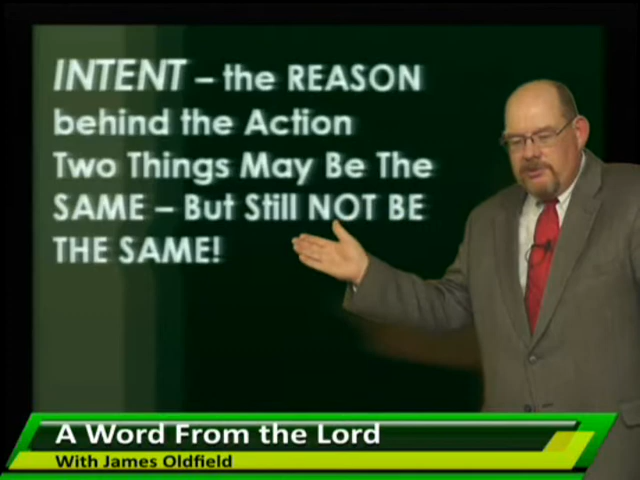 INTENT – the REASON
behind the Action
Two Things May Be The
SAME – But Still NOT BE
THE SAME!
A Word From the Lord
With James Oldfield